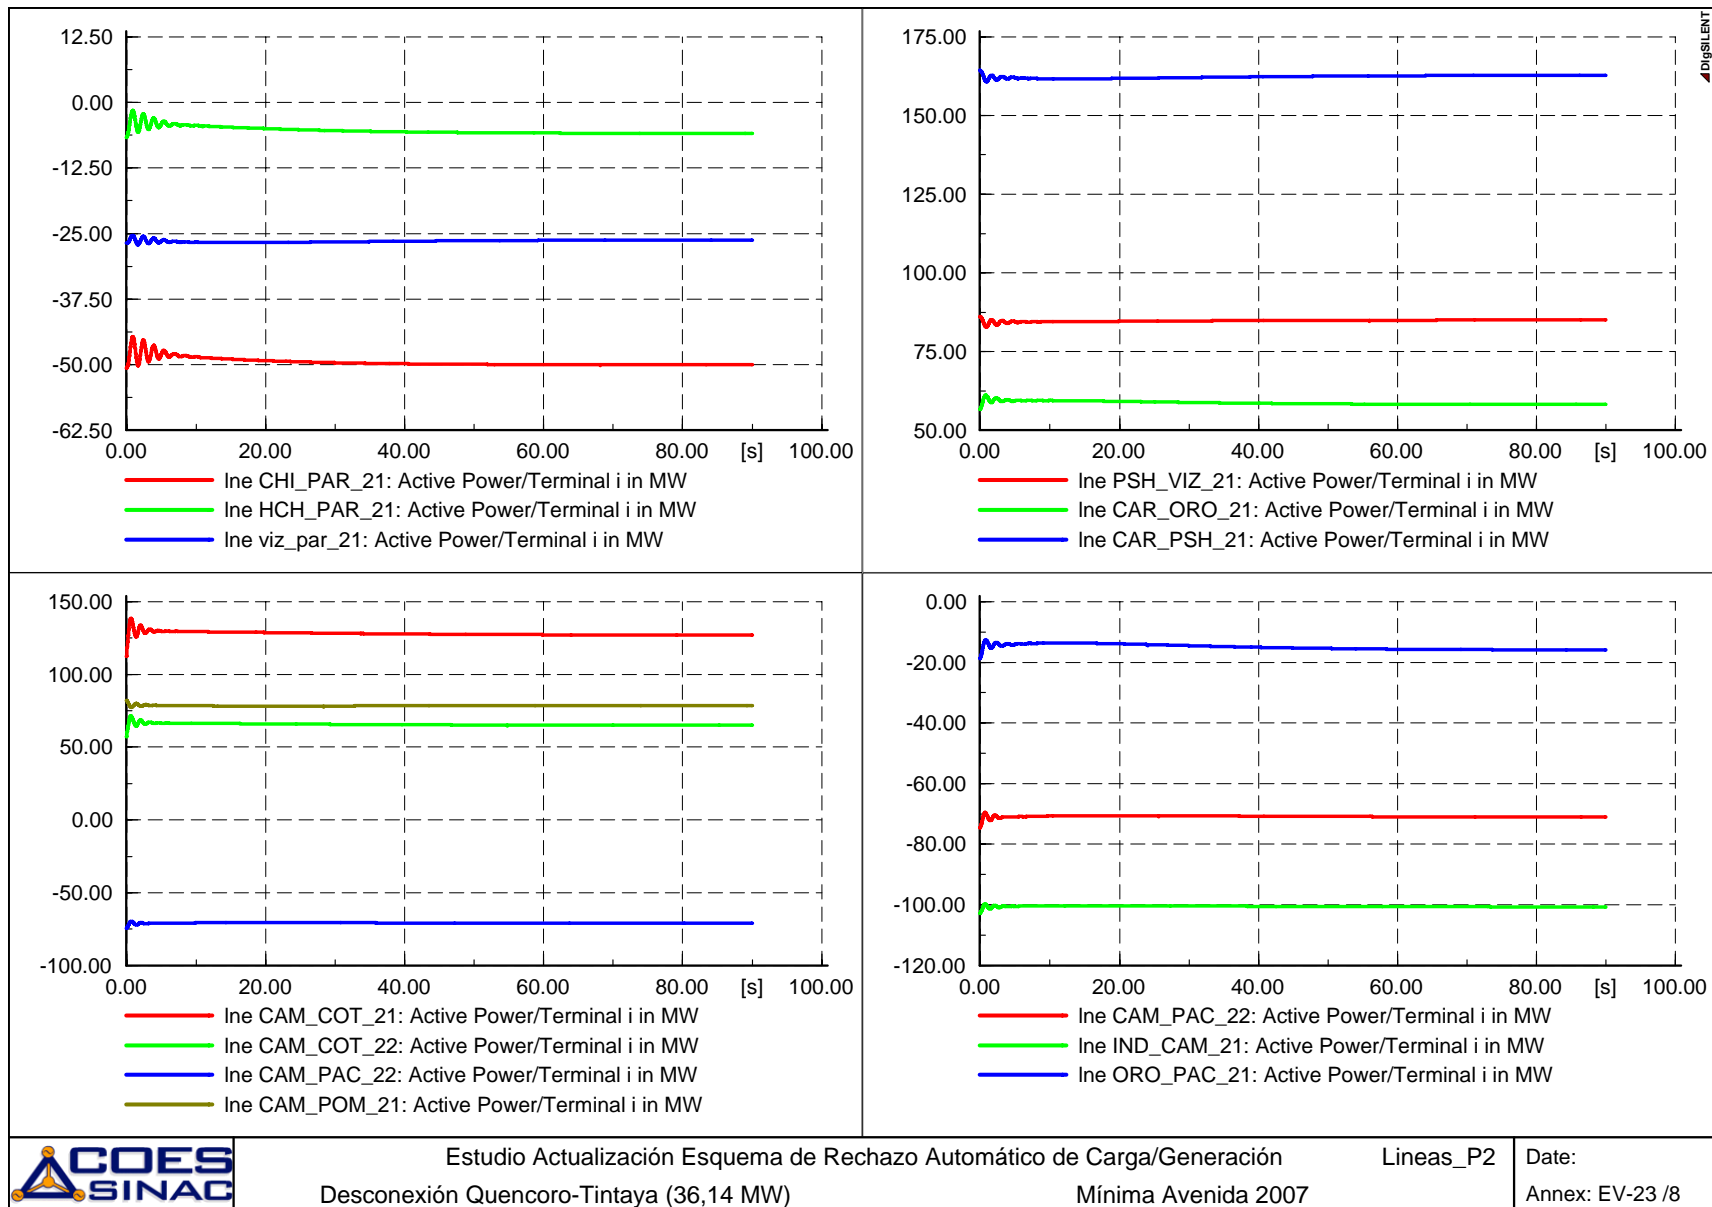 DIgSILENT
12.50
0.00
-12.50
-25.00
-37.50
-50.00
-62.50
0.00 20.00 40.00 60.00 80.00 [s] 100.00
lne CHI_PAR_21: Active Power/Terminal i in MW
lne HCH_PAR_21: Active Power/Terminal i in MW
lne viz_par_21: Active Power/Terminal i in MW
175.00
150.00
125.00
100.00
75.00
50.00
0.00 20.00 40.00 60.00 80.00 [s] 100.00
lne PSH_VIZ_21: Active Power/Terminal i in MW
lne CAR_ORO_21: Active Power/Terminal i in MW
lne CAR_PSH_21: Active Power/Terminal i in MW
150.00
100.00
50.00
0.00
-50.00
-100.00
0.00 20.00 40.00 60.00 80.00 [s] 100.00
lne CAM_COT_21: Active Power/Terminal i in MW
lne CAM_COT_22: Active Power/Terminal i in MW
lne CAM_PAC_22: Active Power/Terminal i in MW
lne CAM_POM_21: Active Power/Terminal i in MW
0.00
-20.00
-40.00
-60.00
-80.00
-100.00
-120.00
0.00 20.00 40.00 60.00 80.00 [s] 100.00
lne CAM_PAC_22: Active Power/Terminal i in MW
lne IND_CAM_21: Active Power/Terminal i in MW
lne ORO_PAC_21: Active Power/Terminal i in MW
COES
SINAC
Estudio Actualización Esquema de Rechazo Automático de Carga/Generación Lineas_P2
Desconexión Quencoro-Tintaya (36,14 MW) Mínima Avenida 2007
Date:
Annex: EV-23 /8